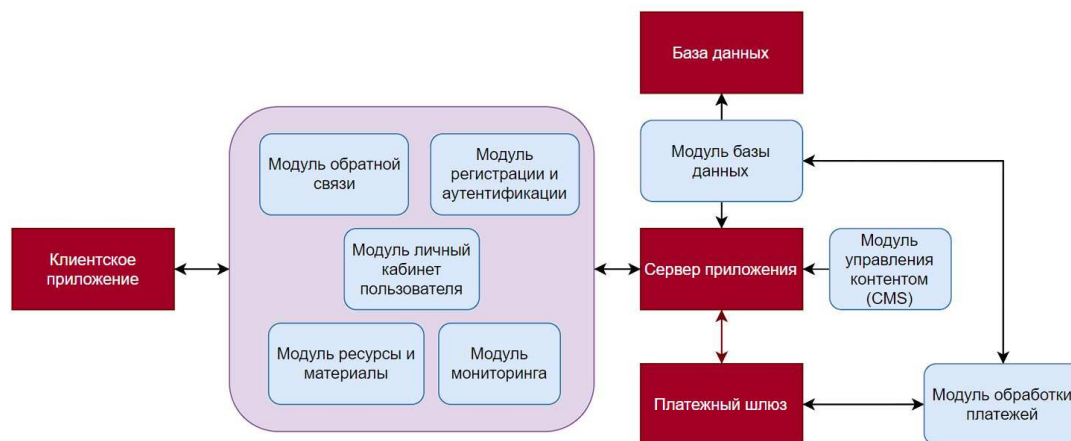 База данных
Модуль базы
данных
Модуль обратной
связи
Модуль
регистрации и
аутентификации
Клиентское
приложение
Модуль личный
кабинет
пользователя
Сервер приложения
Модуль
управления
контентом
(CMS)
Модуль ресурсы и
материалы
Модуль
мониторинга
Платежный шлюз
Модуль обработки
платежей